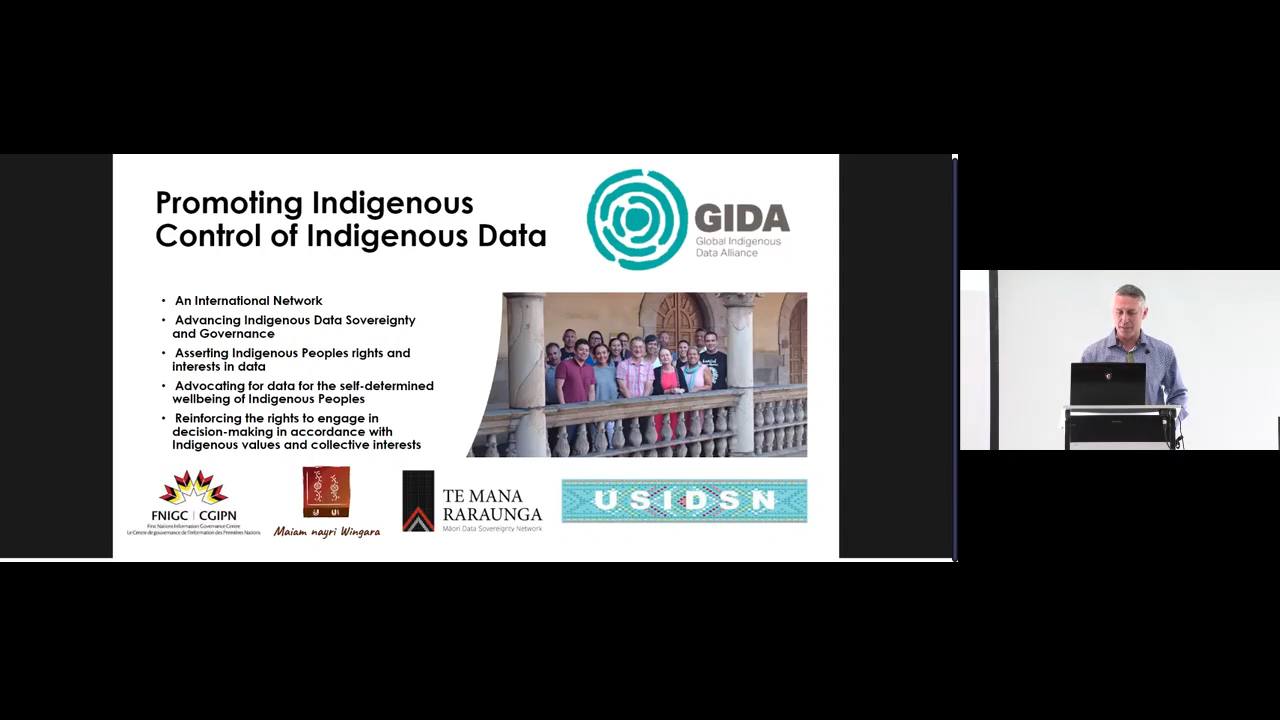 Promoting Indigenous
Control of Indigenous Data
GIDA
Global Indigenous
Data Alliance
• An International Network
• Advancing Indigenous Data Sovereignty
and Governance
• Asserting Indigenous Peoples rights and
interests in data
• Advocating for data for the self-determined
wellbeing of Indigenous Peoples
• Reinforcing the rights to engage in
decision-making in accordance with
Indigenous values and collective interests
FNIGC | CGIPN
First Nations Information Governance Centre
Le Centre de gouvernance de l'information des Premières Nations
Maiam nayri Wingara
TE MANA
RARAUNGA
Māori Data Sovereignty Network
USIDSN